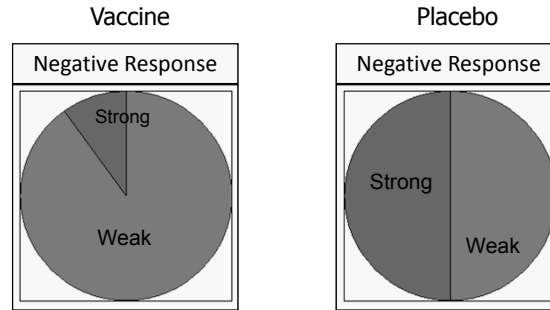 Vaccine
Negative Response
Strong
Weak
Placebo
Negative Response
Strong
Weak